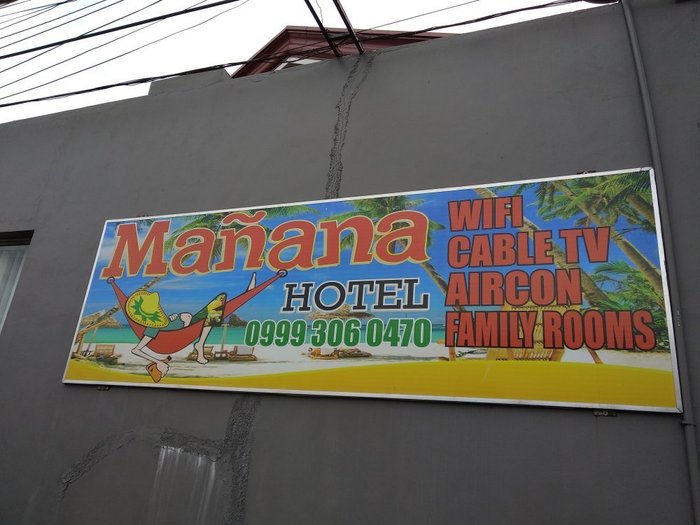 Mañana
HOTEL
0999 306 0470
WIFI
CABLE TV
AIRCON
FAMILY ROOMS